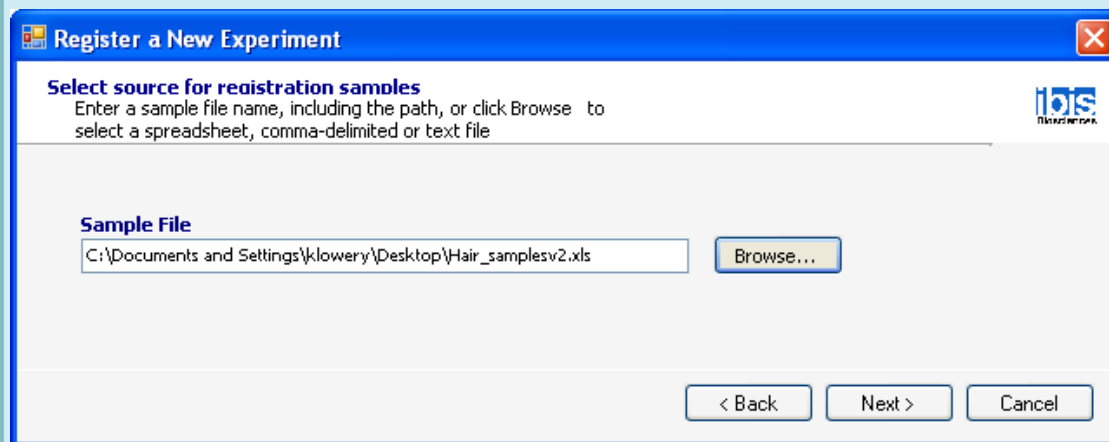 Register a New Experiment
Select source for registration samples
Enter a sample file name, including the path, or click Browse to
select a spreadsheet, comma-delimited or text file
ibis
Biosciences
Sample File
C:\Documents and Settings\klowery\Desktop\Hair_samplesv2.xls
Browse...
< Back
Next >
Cancel